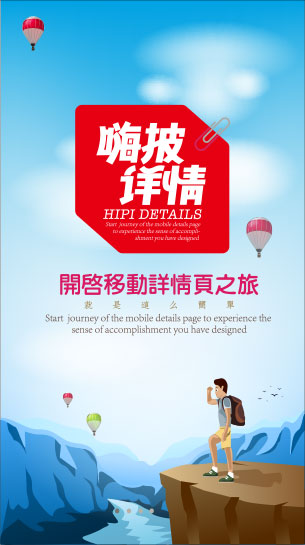 嗨披
详情
HIPI DETAILS
Start journey of the mobile details page
to experience the sense of accompli-
shment you have designed
開啓移動詳情頁之旅
就是這么簡單
Start journey of the mobile details page to experience the
sense of accomplishment you have designed